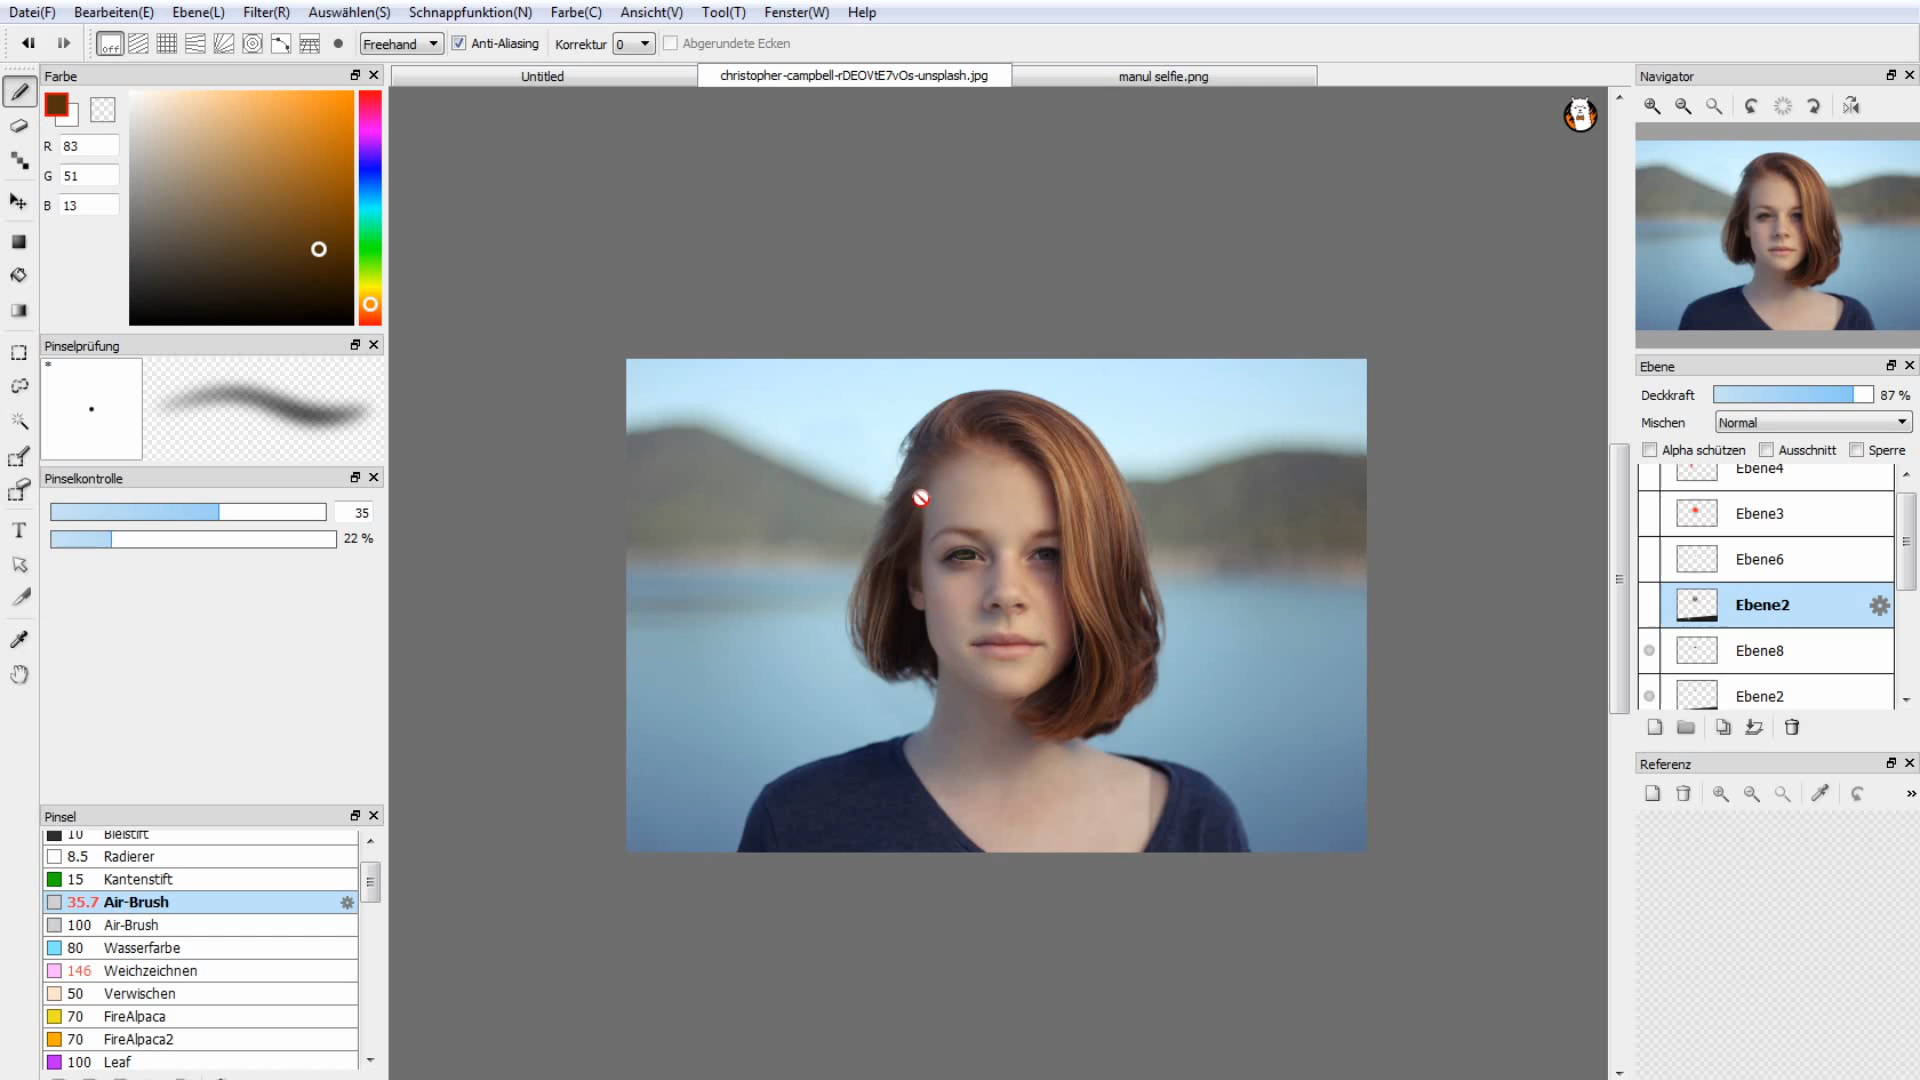 Datei(F) Bearbeiten(E) Ebene(L) Filter(R) Auswählen(S) Schnappfunktion(N) Farbe(C) Ansicht(V) Tool(T) Fenster(W) Help
off Freehand Anti-Aliasing Korrektur 0 Abgerundete Ecken
Farbe
R 83
G 51
B 13
Pinselprüfung
*
Pinselkontrolle
35
22 %
Pinsel
10 Bleistift
8.5 Radierer
15 Kantenstift
35.7 Air-Brush
100 Air-Brush
80 Wasserfarbe
146 Weichzeichnen
50 Verwischen
70 FireAlpaca
70 FireAlpaca2
100 Leaf
Untitled christopher-campbell-rDEOVtE7vOs-unsplash.jpg manul selfie.png
Navigator
Ebene
Deckkraft 87 %
Mischen Normal
Alpha schützen Ausschnitt Sperre
Ebene4
Ebene3
Ebene6
Ebene2
Ebene8
Ebene2
Referenz
»